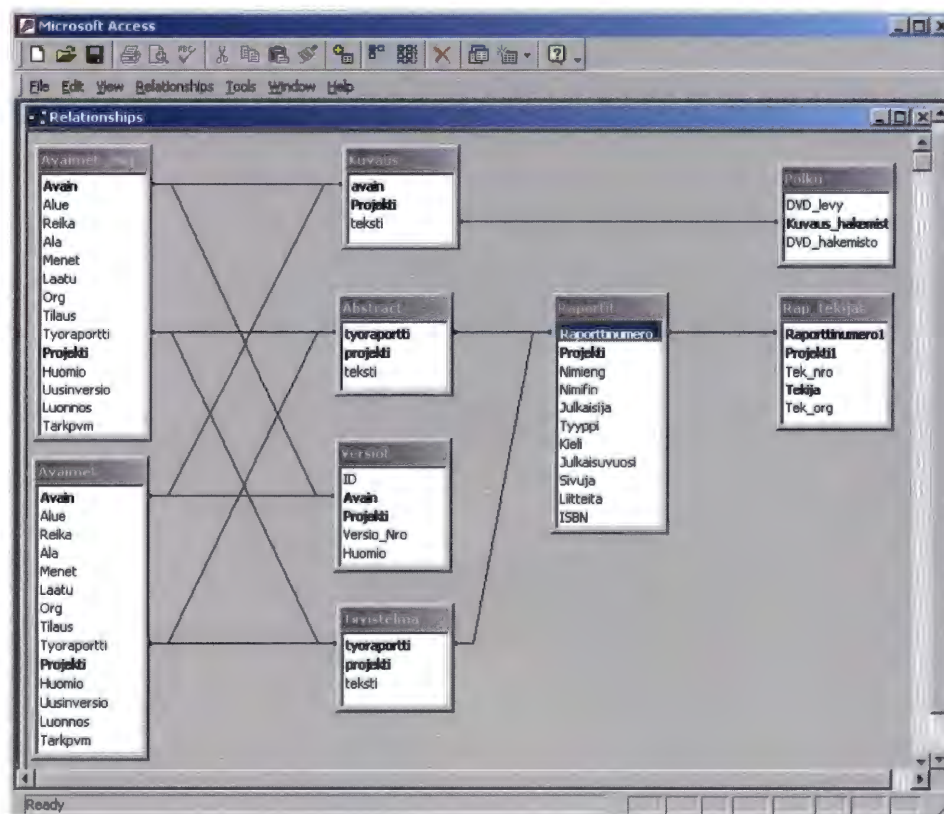 Microsoft Access
File Edit View Relationships Tools Window Help
Relationships
Avain
Alue
Reika
Ala
Menet
Laatu
Org
Tilaus
Tyoraportti
Projekti
Huomio
Uusinversio
Luonnos
Tarkpvm
Avaimet
Avain
Alue
Reika
Ala
Menet
Laatu
Org
Tilaus
Tyoraportti
Projekti
Huomio
Uusinversio
Luonnos
Tarkpvm
Kuvaus
avain
Projekti
teksti
Abstract
tyoraportti
projekti
teksti
Versiot
ID
Avain
Projekti
Versio_Nro
Huomio
Tiivistelma
tyoraportti
projekti
teksti
Raportit
Raporttinumero
Projekti
Nimieng
Nimifin
Julkaisija
Tyyppi
Kieli
Julkaisuvuosi
Sivuja
Liitteita
ISBN
Polku
DVD_levy
Kuvaus_hakemist
DVD_hakemisto
Rap_tekijat
Raporttinumero1
Projekti1
Tek_nro
Tekija
Tek_org
Ready